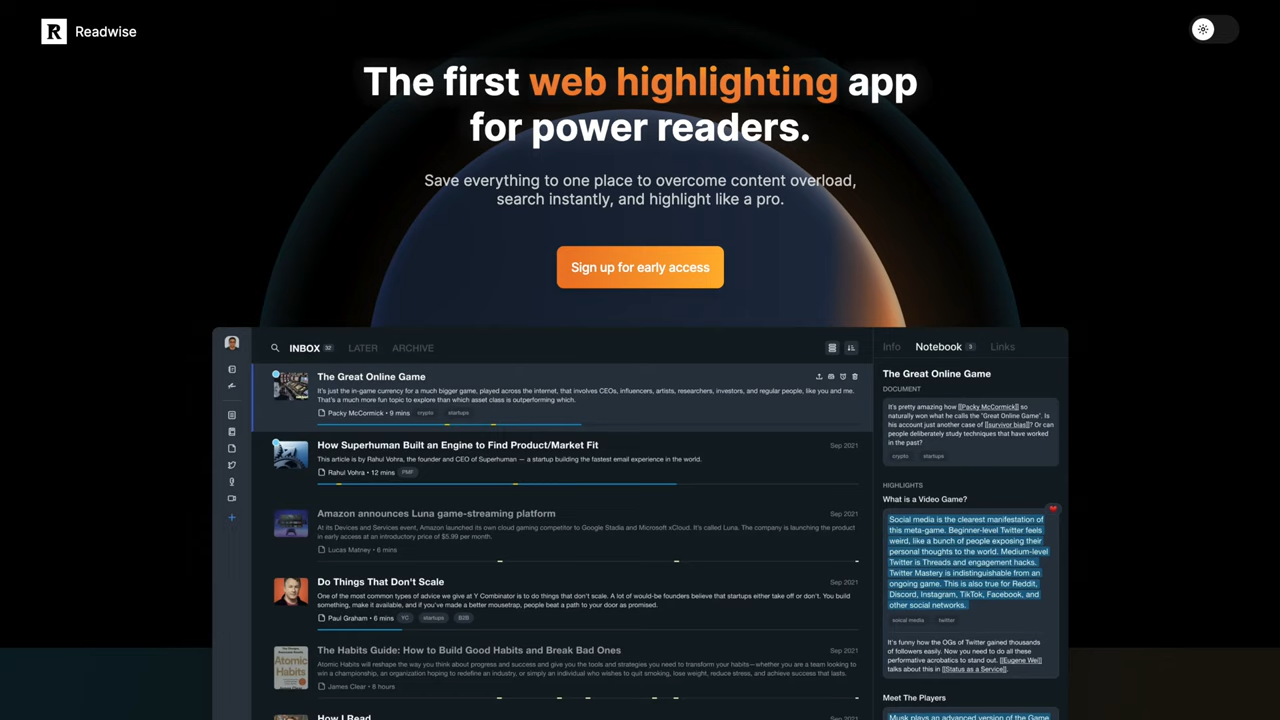 R Readwise
The first web highlighting app
for power readers.
Save everything to one place to overcome content overload,
search instantly, and highlight like a pro.
Sign up for early access
INBOX 32 LATER ARCHIVE
The Great Online Game
It's just the in-game currency for a much bigger game, played across the internet, that involves CEOs, influencers, artists, researchers, investors, and regular people, like you and me.
That's a much more fun topic to explore than which asset class is outperforming which.
Packy McCormick • 9 mins crypto startups
How Superhuman Built an Engine to Find Product/Market Fit
Sep 2021
This article is by Rahul Vohra, the founder and CEO of Superhuman — a startup building the fastest email experience in the world.
Rahul Vohra • 12 mins PMF
Amazon announces Luna game-streaming platform
Sep 2021
At its Devices and Services event, Amazon launched its own cloud gaming competitor to Google Stadia and Microsoft xCloud. It's called Luna. The company is launching the product
in early access at an introductory price of $5.99 per month.
Lucas Matney • 6 mins
Do Things That Don't Scale
Sep 2021
One of the most common types of advice we give at Y Combinator is to do things that don't scale. A lot of would-be founders believe that startups either take off or don't. You build
something, make it available, and if you've made a better mousetrap, people beat a path to your door as promised.
Paul Graham • 6 mins YC startups B2B
The Habits Guide: How to Build Good Habits and Break Bad Ones
Sep 2021
Atomic Habits will reshape the way you think about progress and success and give you the tools and strategies you need to transform your habits—whether you are a team looking to
win a championship, an organization hoping to redefine an industry, or simply an individual who wishes to quit smoking, lose weight, reduce stress, and achieve success that lasts.
James Clear • 8 hours
Atomic
Habits
How I Read
Sep 2021
Info Notebook 3 Links
The Great Online Game
DOCUMENT
It's pretty amazing how [[Packy McCormick]] so
naturally won what he calls the "Great Online Game". Is
his account just another case of [[survivor bias]]? Or can
people deliberately study techniques that have worked
in the past?
crypto startups
HIGHLIGHTS
What is a Video Game?
Social media is the clearest manifestation of
this meta-game. Beginner-level Twitter feels
weird, like a bunch of people exposing their
personal thoughts to the world. Medium-level
Twitter is Threads and engagement hacks.
Twitter Mastery is indistinguishable from an
ongoing game. This is also true for Reddit,
Discord, Instagram, TikTok, Facebook, and
other social networks.
social media twitter
It's funny how the OGs of Twitter gained thousands
of followers easily. Now you need to do all these
performative acrobatics to stand out. [[Eugene Wei]]
talks about this in [[Status as a Service]].
Meet The Players
Musk plays an advanced version of the Game